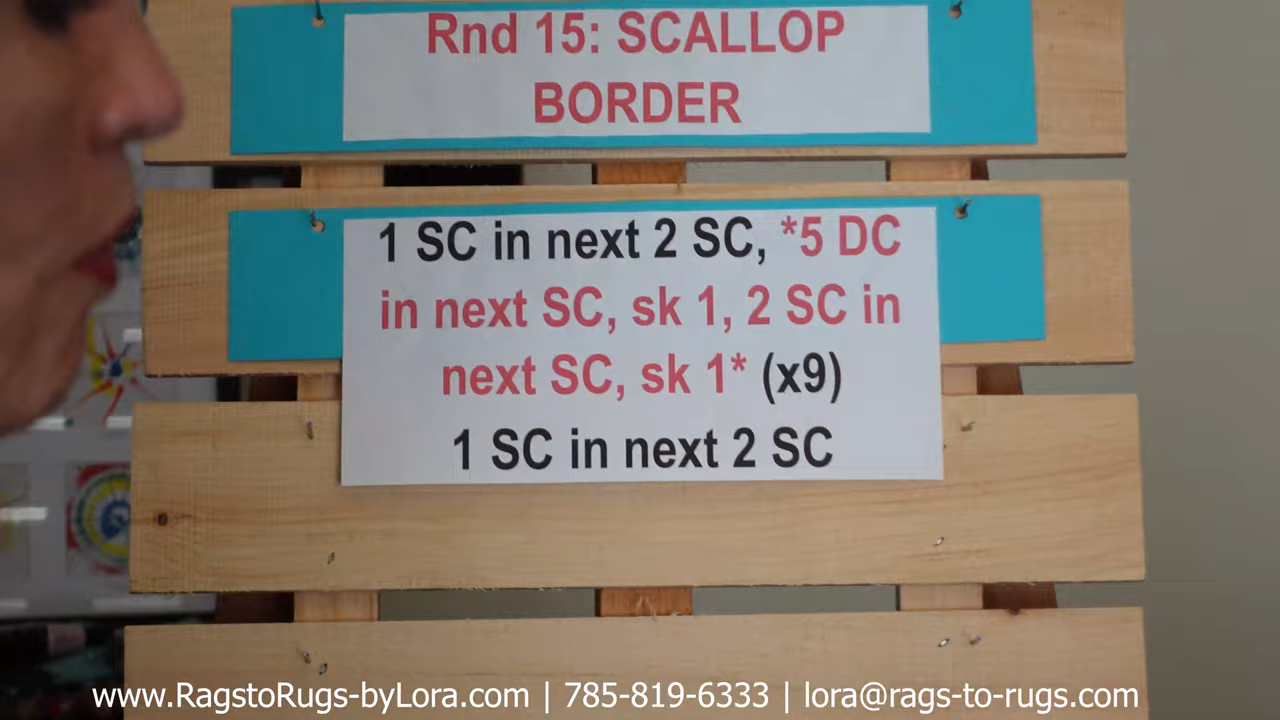 Rnd 15: SCALLOP
BORDER
1 SC in next 2 SC, *5 DC
in next SC, sk 1, 2 SC in
next SC, sk 1* (x9)
1 SC in next 2 SC
www.RagstoRugs-byLora.com | 785-819-6333 | lora@rags-to-rugs.com